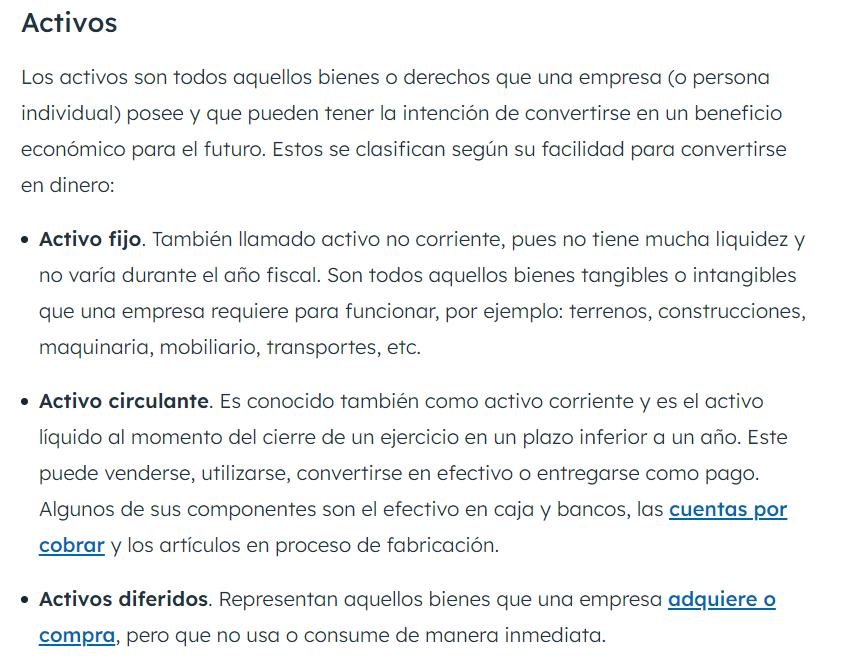 Activos
Los activos son todos aquellos bienes o derechos que una empresa (o persona
individual) posee y que pueden tener la intención de convertirse en un beneficio
económico para el futuro. Estos se clasifican según su facilidad para convertirse
en dinero:
• Activo fijo. También llamado activo no corriente, pues no tiene mucha liquidez y
no varía durante el año fiscal. Son todos aquellos bienes tangibles o intangibles
que una empresa requiere para funcionar, por ejemplo: terrenos, construcciones,
maquinaria, mobiliario, transportes, etc.
• Activo circulante. Es conocido también como activo corriente y es el activo
líquido al momento del cierre de un ejercicio en un plazo inferior a un año. Este
puede venderse, utilizarse, convertirse en efectivo o entregarse como pago.
Algunos de sus componentes son el efectivo en caja y bancos, las cuentas por
cobrar y los artículos en proceso de fabricación.
• Activos diferidos. Representan aquellos bienes que una empresa adquiere o
compra, pero que no usa o consume de manera inmediata.